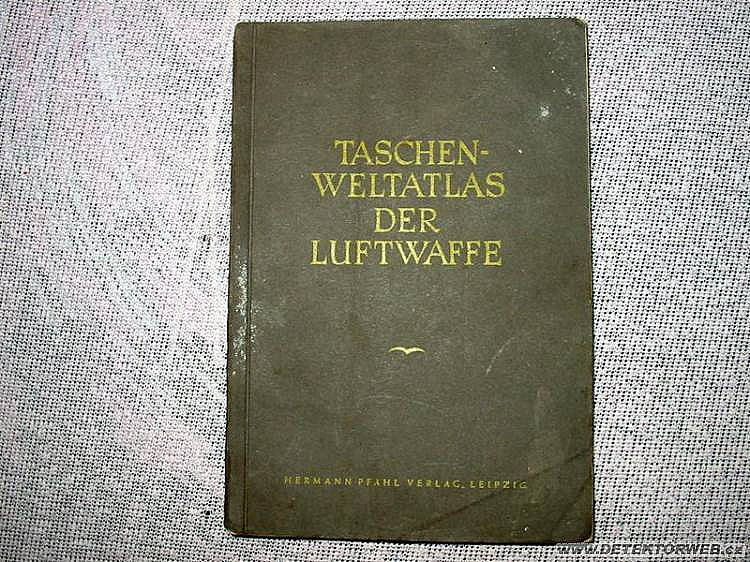 TASCHEN-
WELTATLAS
DER
LUFTWAFFE
HERMANN PFAHL VERLAG, LEIPZIG
www.DETEKTORWEB.cz